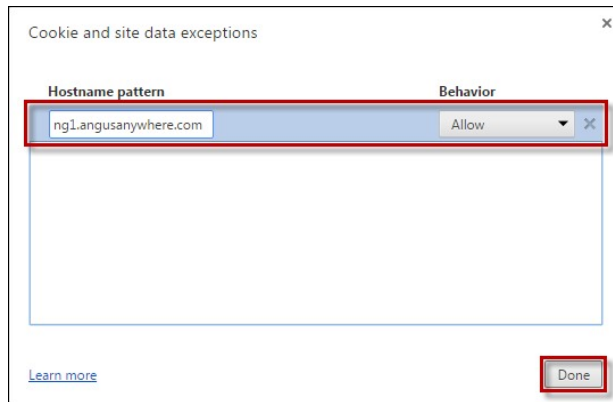 Cookie and site data exceptions
Hostname pattern Behavior
ng1.angusanywhere.com Allow
Learn more Done